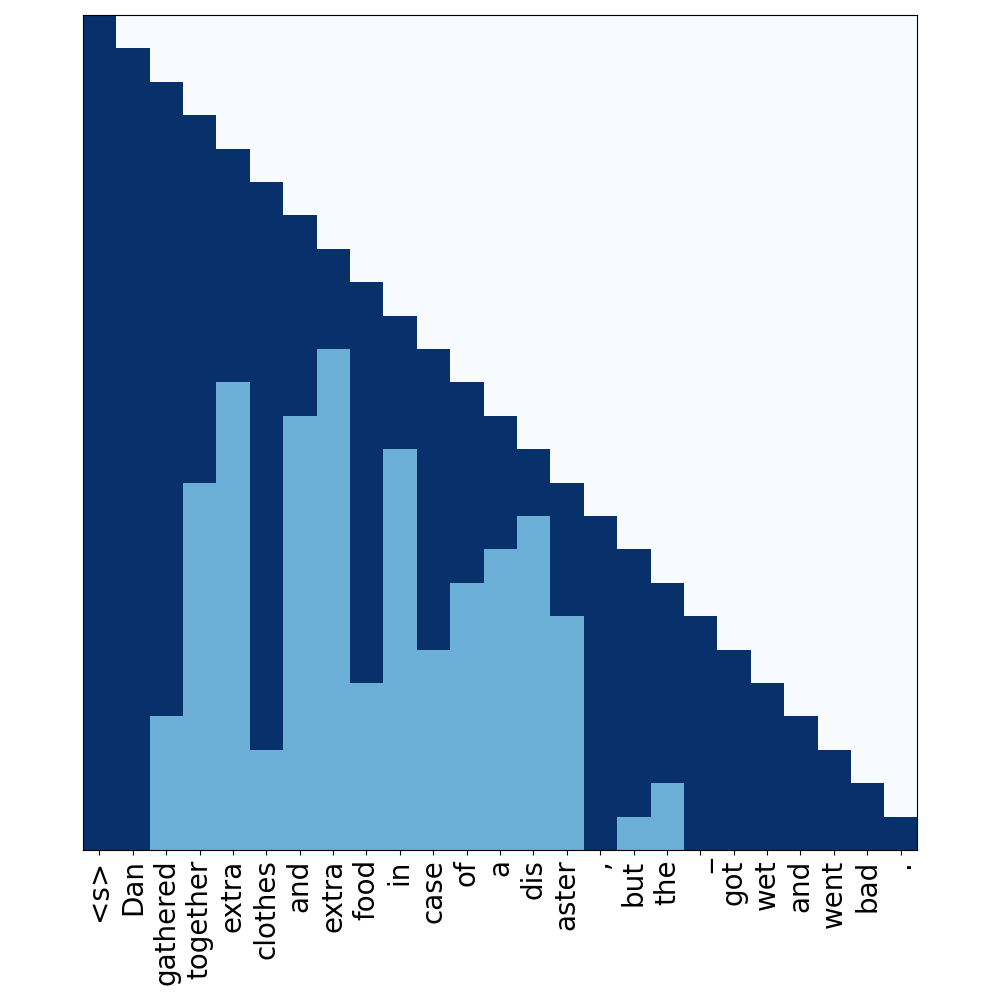 <s> Dan gathered together extra clothes and extra food in case of a dis aster , but the _ got wet and went bad .